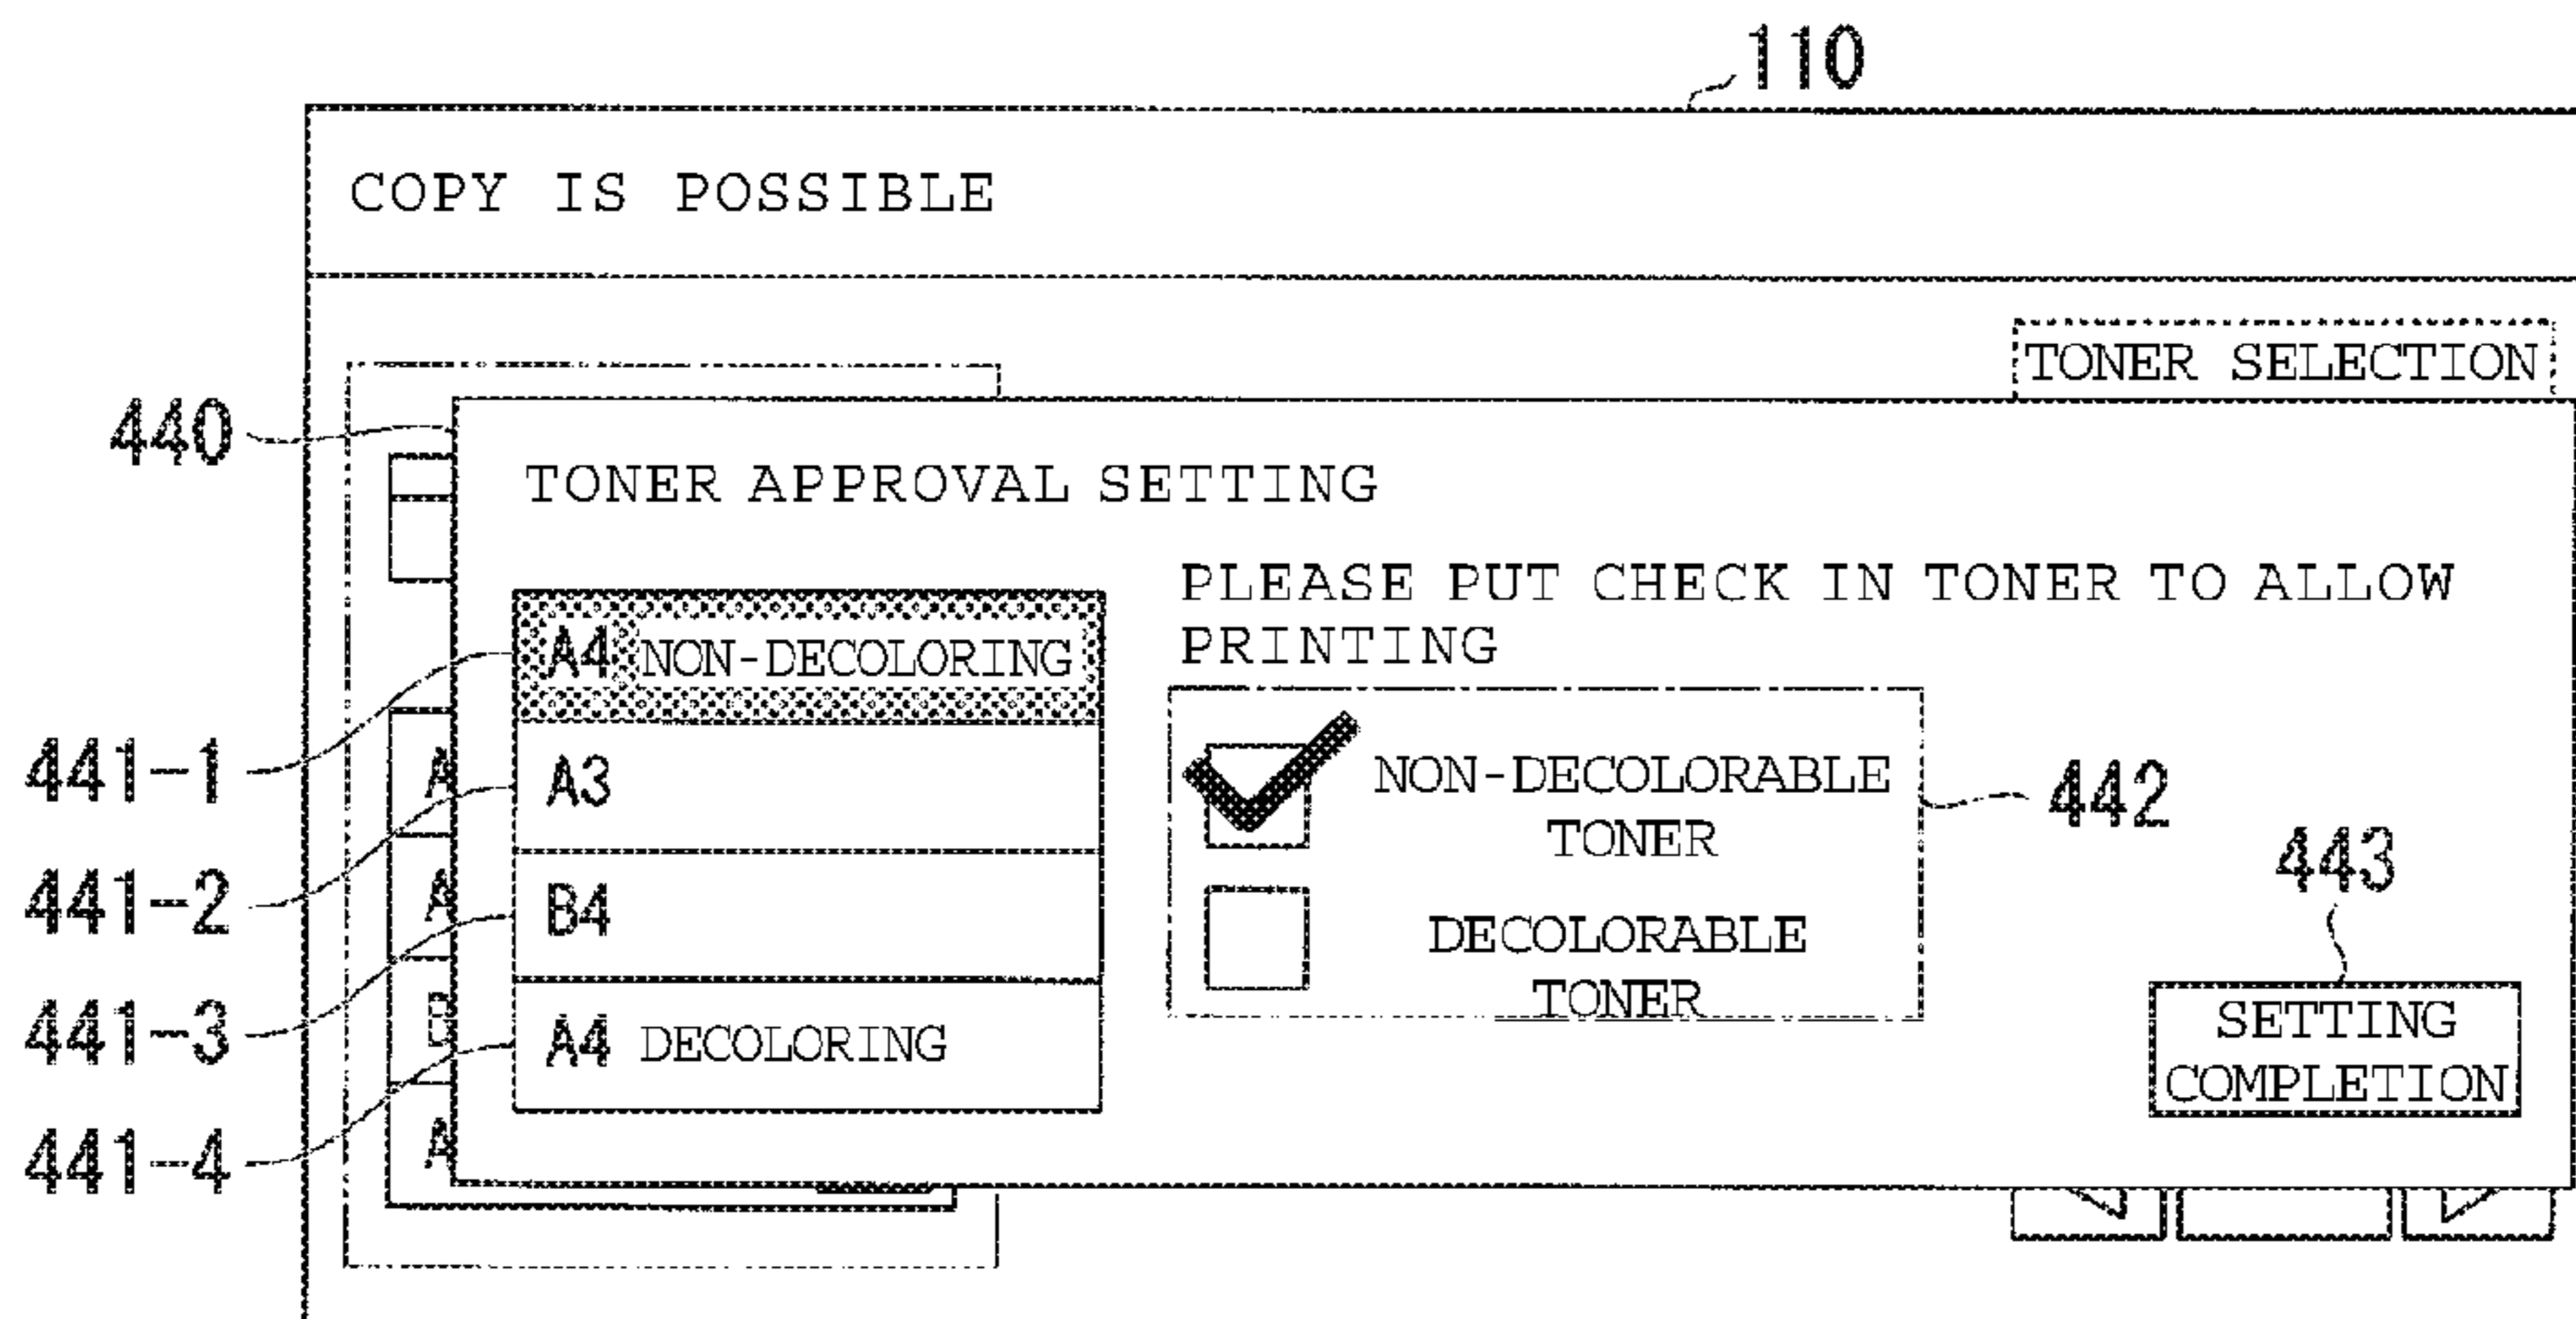 110
COPY IS POSSIBLE
TONER SELECTION
440
TONER APPROVAL SETTING
PLEASE PUT CHECK IN TONER TO ALLOW
PRINTING
441-1
A4 NON-DECOLORING
441-2
A3
441-3
B4
441-4
A4 DECOLORING
NON-DECOLORABLE
TONER
DECOLORABLE
TONER
442
443
SETTING
COMPLETION